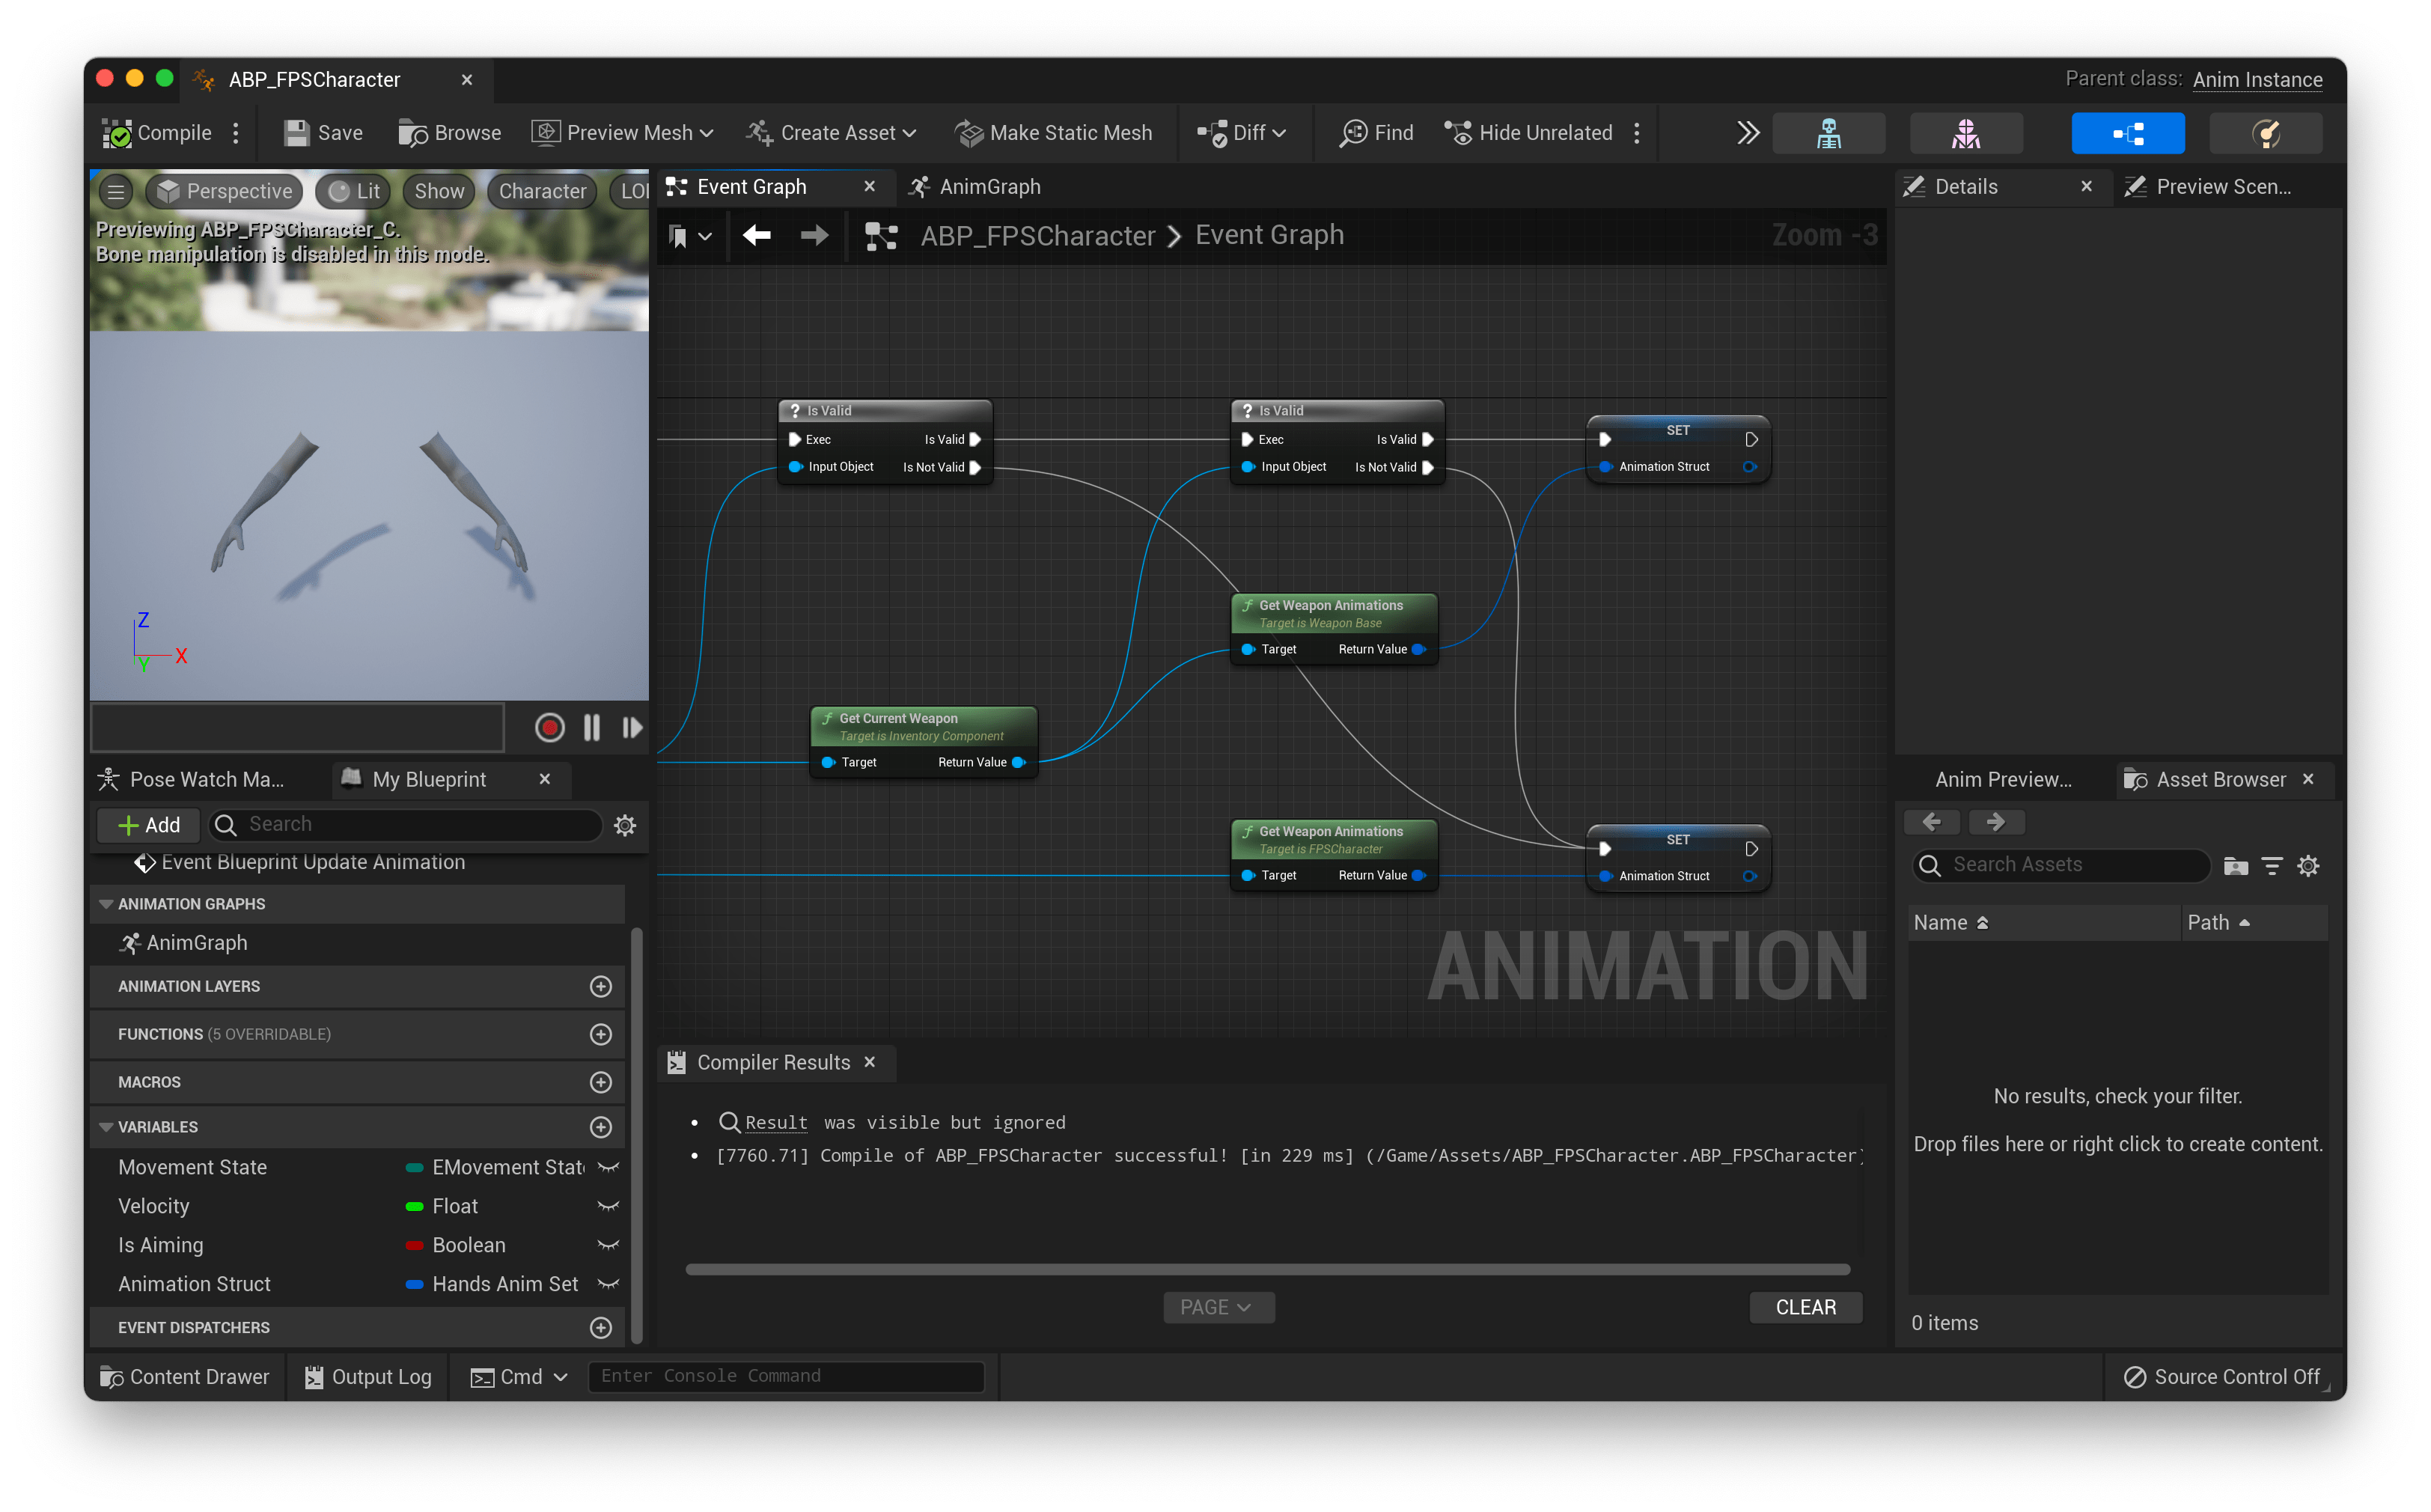 ABP_FPSCharacter
Parent class: Anim Instance
Compile
Save
Browse
Preview Mesh
Create Asset
Make Static Mesh
Diff
Find
Hide Unrelated
Perspective
Lit
Show
Character
Previewing ABP_FPSCharacter_C.
Bone manipulation is disabled in this mode.
Z
X
Y
Event Graph
AnimGraph
ABP_FPSCharacter
Event Graph
Zoom -3
Is Valid
Exec
Is Valid
Input Object
Is Not Valid
Is Valid
Exec
Is Valid
Input Object
Is Not Valid
SET
Animation Struct
Get Weapon Animations
Target is Weapon Base
Target
Return Value
Get Current Weapon
Target is Inventory Component
Target
Return Value
Get Weapon Animations
Target is FPSCharacter
Target
Return Value
SET
Animation Struct
ANIMATION
Details
Preview Scen...
Pose Watch Ma...
My Blueprint
Add
Search
Event Blueprint Update Animation
ANIMATION GRAPHS
AnimGraph
ANIMATION LAYERS
FUNCTIONS (5 OVERRIDABLE)
MACROS
VARIABLES
Movement State
EMovement Stat
Velocity
Float
Is Aiming
Boolean
Animation Struct
Hands Anim Set
EVENT DISPATCHERS
Compiler Results
Result was visible but ignored
[7760.71] Compile of ABP_FPSCharacter successful! [in 229 ms] (/Game/Assets/ABP_FPSCharacter.ABP_FPSCharacter)
PAGE
CLEAR
Anim Preview...
Asset Browser
Search Assets
Name
Path
No results, check your filter.
Drop files here or right click to create content.
0 items
Content Drawer
Output Log
Cmd
Enter Console Command
Source Control Off